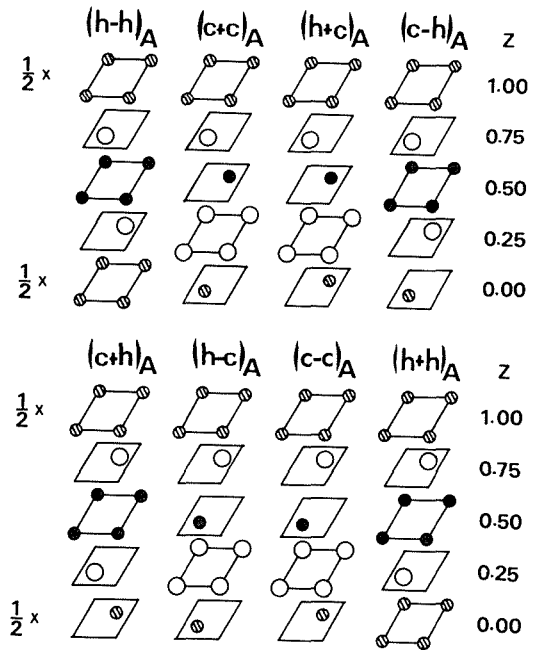 (h-h)A (c+c)A (h+c)A (c-h)A Z
1/2 x 1.00
0.75
0.50
0.25
1/2 x 0.00
(c+h)A (h-c)A (c-c)A (h+h)A Z
1/2 x 1.00
0.75
0.50
0.25
1/2 x 0.00